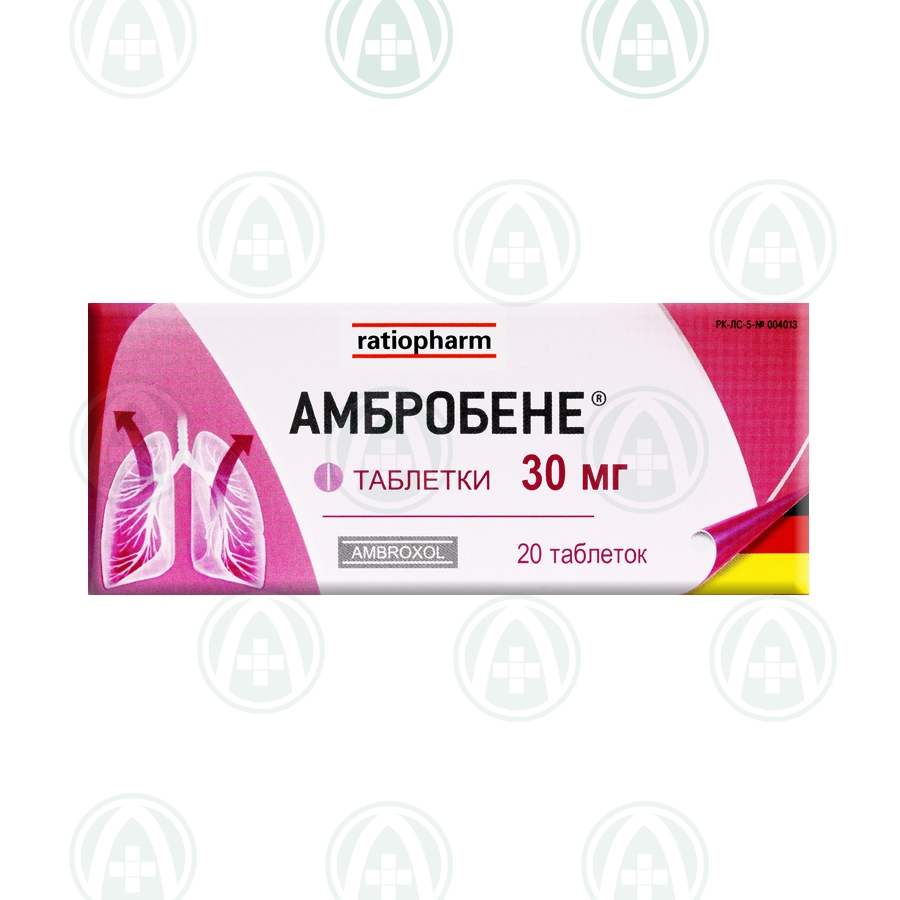 РК-ЛС-5-№ 004013
ratiopharm
АМБРОБЕНЕ®
ТАБЛЕТКИ 30 мг
AMBROXOL
20 таблеток